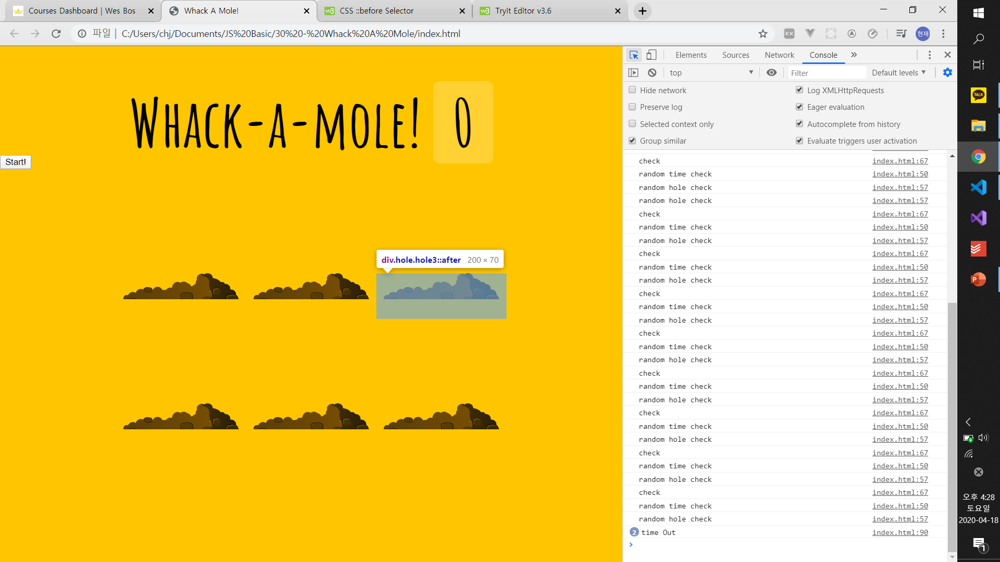 Courses Dashboard | Wes Bos
Whack A Mole!
CSS ::before Selector
Tryit Editor v3.6
파일 | C:/Users/chj/Documents/JS%20Basic/30%20-%20Whack%20A%20Mole/index.html
EX
현재
Whack-a-mole! 0
Start!
div.hole.hole3::after 200 × 70
Elements Sources Network Console
top Filter Default levels
Hide network Log XMLHttpRequests
Preserve log Eager evaluation
Selected context only Autocomplete from history
Group similar Evaluate triggers user activation
check index.html:67
random time check index.html:50
random hole check index.html:57
random hole check index.html:57
check index.html:67
random time check index.html:50
random hole check index.html:57
check index.html:67
random time check index.html:50
random hole check index.html:57
check index.html:67
random time check index.html:50
random hole check index.html:57
check index.html:67
random time check index.html:50
random hole check index.html:57
check index.html:67
random time check index.html:50
random hole check index.html:57
check index.html:67
random time check index.html:50
random hole check index.html:57
check index.html:67
random time check index.html:50
random hole check index.html:57
check index.html:67
random time check index.html:50
random hole check index.html:57
2 time Out index.html:90
TALK
오후 4:28
토요일
2020-04-18
1